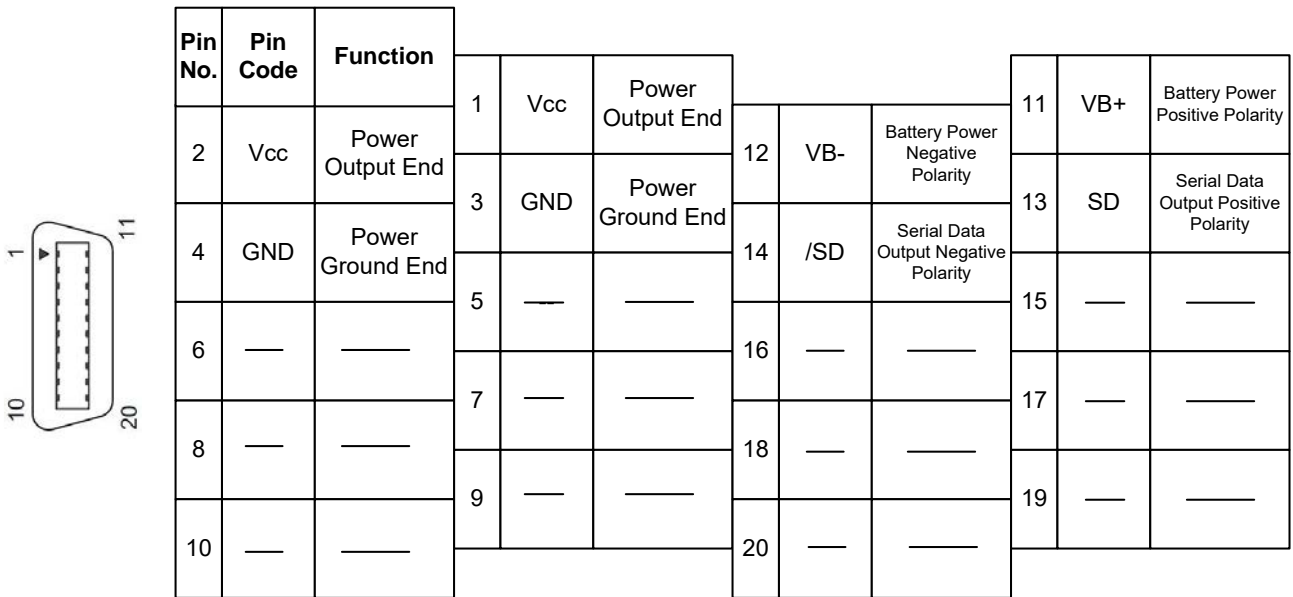 1
11
10
20
Pin
No.
Pin
Code
Function
2
Vcc
Power
Output End
4
GND
Power
Ground End
6
—
—
8
—
—
10
—
—
1
Vcc
Power
Output End
3
GND
Power
Ground End
5
—
—
7
—
—
9
—
—
12
VB-
Battery Power
Negative
Polarity
14
/SD
Serial Data
Output Negative
Polarity
16
—
—
18
—
—
20
—
—
11
VB+
Battery Power
Positive Polarity
13
SD
Serial Data
Output Positive
Polarity
15
—
—
17
—
—
19
—
—